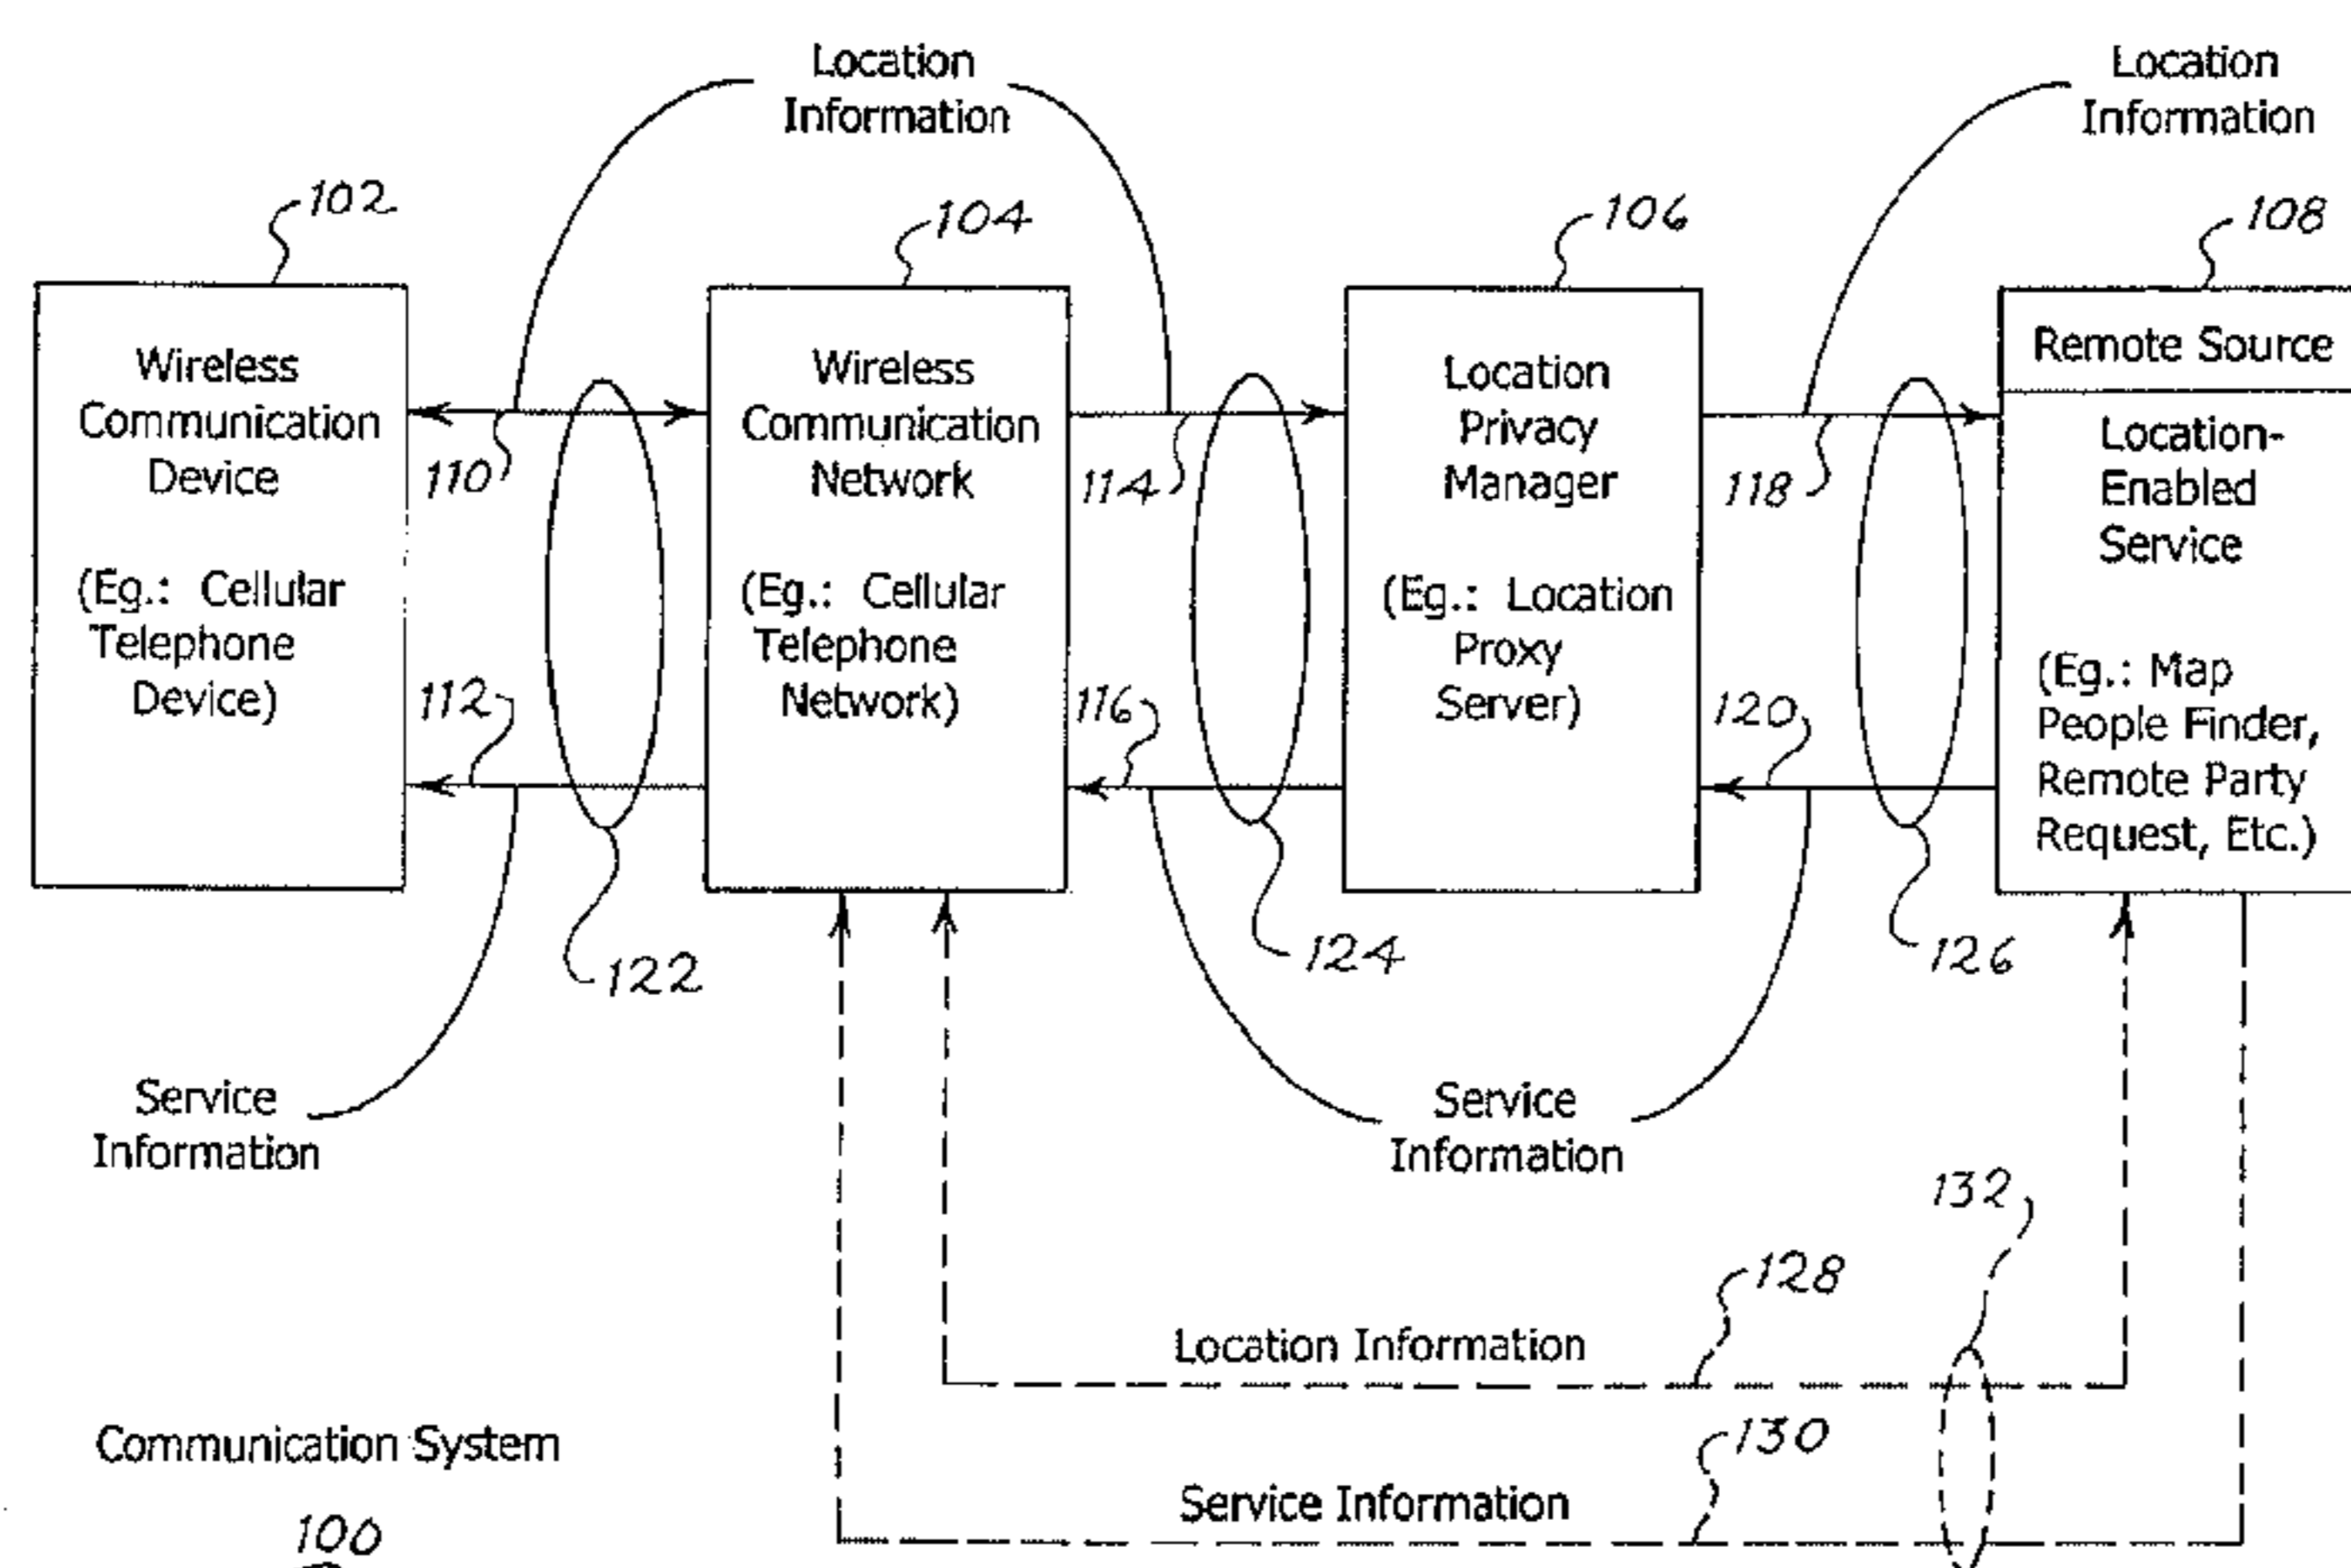 Location
Information
Location
Information
102
104
106
108
Wireless
Communication
Device
(Eg.: Cellular
Telephone
Device)
110
112
122
Wireless
Communication
Network
(Eg.: Cellular
Telephone
Network)
114
116
124
Location
Privacy
Manager
(Eg.: Location
Proxy
Server)
118
120
126
Remote Source
Location-
Enabled
Service
(Eg.: Map
People Finder,
Remote Party
Request, Etc.)
Service
Information
Service
Information
132
128
Location Information
130
Service Information
Communication System
100